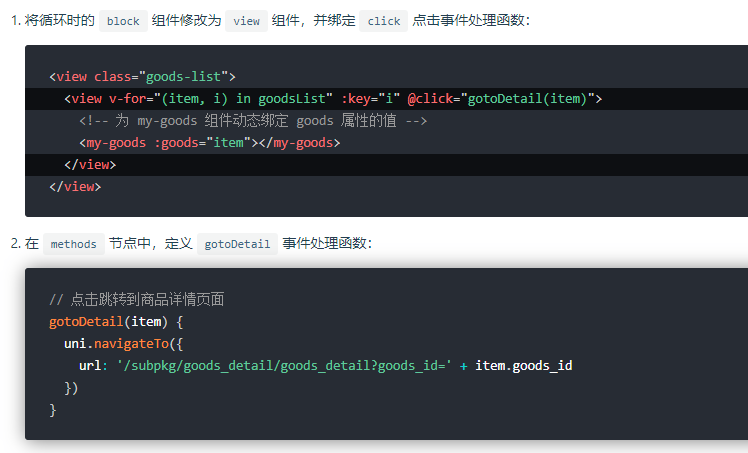 1. 将循环时的 block 组件修改为 view 组件，并绑定 click 点击事件处理函数：
<view class="goods-list">
  <view v-for="(item, i) in goodsList" :key="i" @click="gotoDetail(item)">
    <!-- 为 my-goods 组件动态绑定 goods 属性的值 -->
    <my-goods :goods="item"></my-goods>
  </view>
</view>
2. 在 methods 节点中，定义 gotoDetail 事件处理函数：
// 点击跳转到商品详情页面
gotoDetail(item) {
  uni.navigateTo({
    url: '/subpkg/goods_detail/goods_detail?goods_id=' + item.goods_id
  })
}